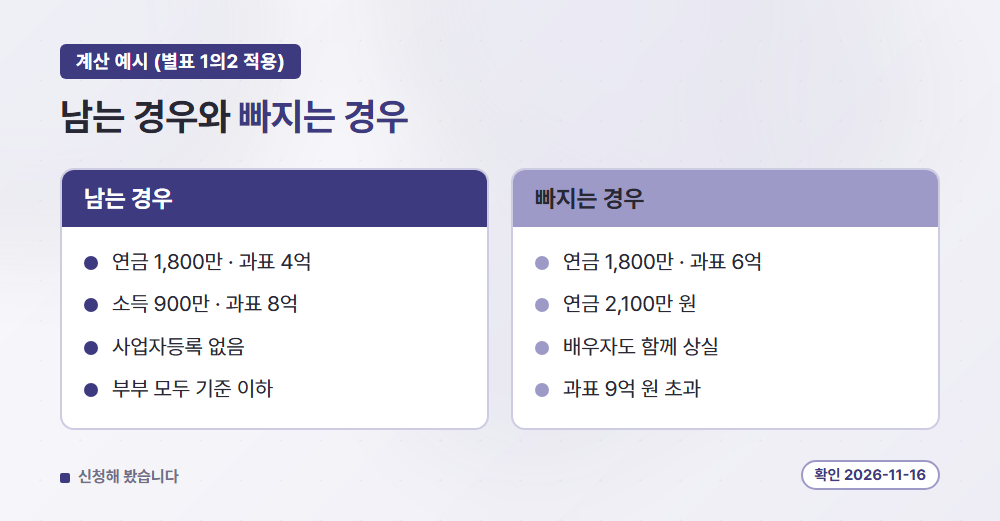 계산 예시 (별표 1의2 적용)
남는 경우와 빠지는 경우
남는 경우
연금 1,800만 · 과표 4억
소득 900만 · 과표 8억
사업자등록 없음
부부 모두 기준 이하
빠지는 경우
연금 1,800만 · 과표 6억
연금 2,100만 원
배우자도 함께 상실
과표 9억 원 초과
신청해 봤습니다
확인 2026-11-16